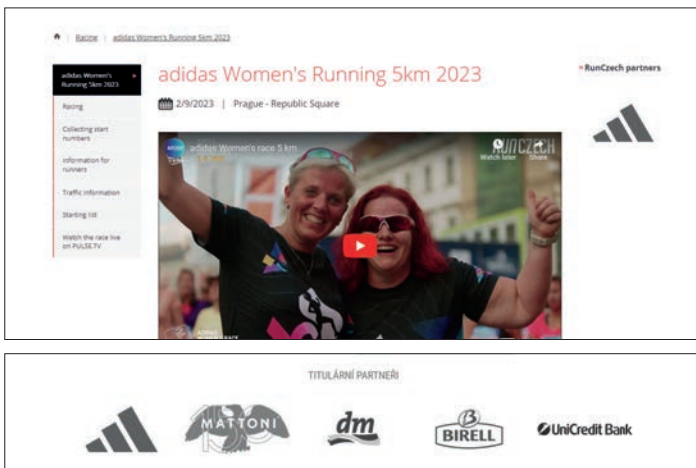 Racing | adidas Women's Running 5km 2023
adidas Women's Running 5km 2023 »
Racing
Collecting start numbers
Information for runners
Traffic information
Starting list
Watch the race live on PULSE.TV
adidas Women's Running 5km 2023
2/9/2023 | Prague - Republic Square
adidas Women's race 5 km
RUNCZECH
Watch later
Share
» RunCzech partners
TITULÁRNÍ PARTNEŘI
MATTONI
dm
BIRELL
UniCredit Bank